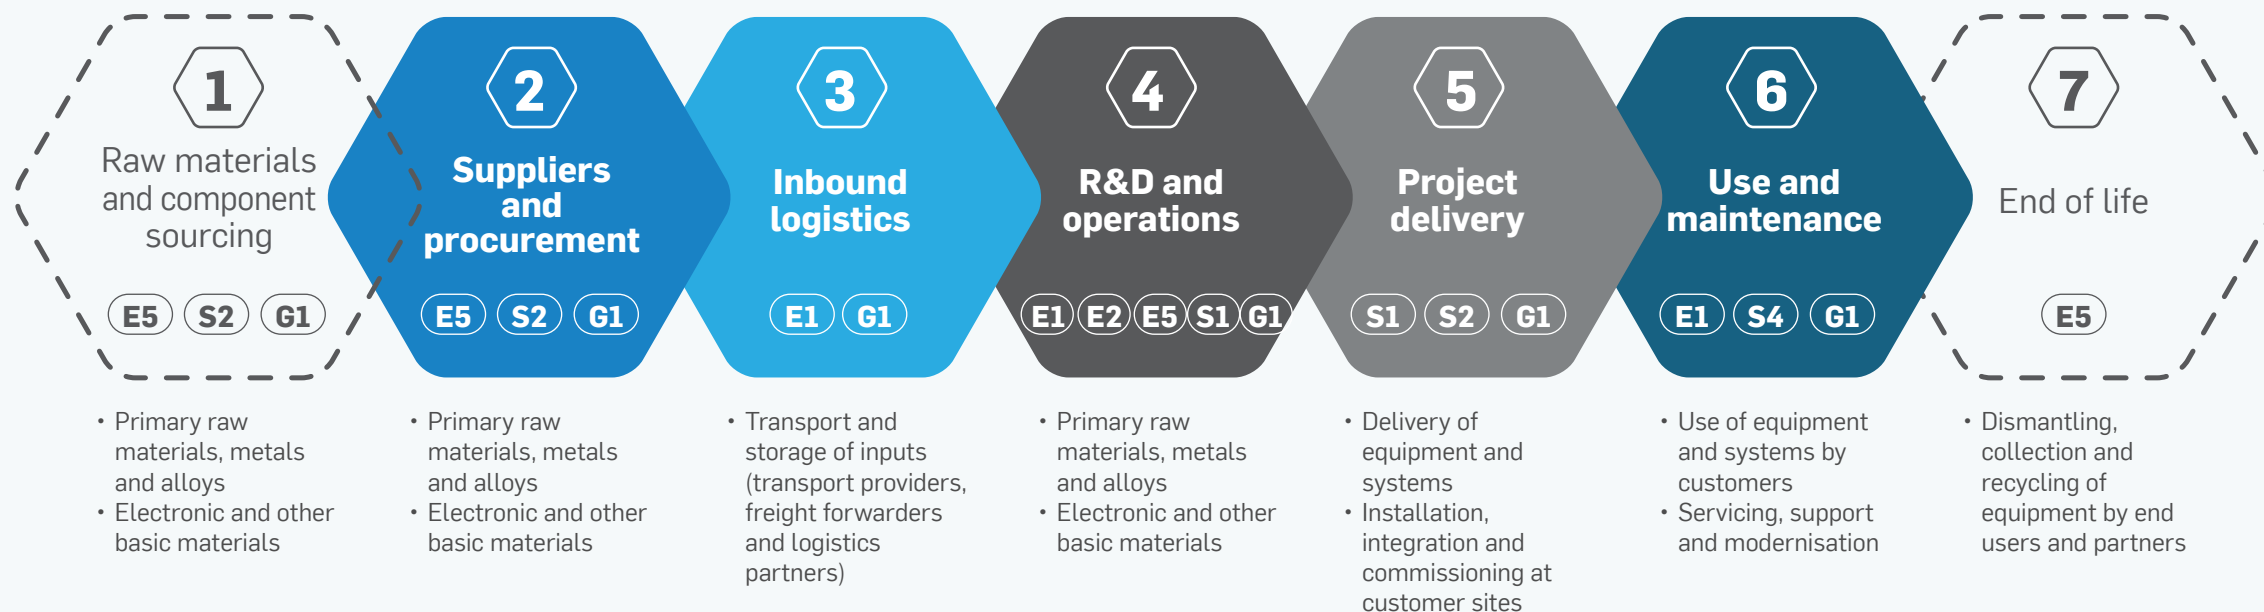 1
Raw materials
and component
sourcing
E5 S2 G1
• Primary raw
materials, metals
and alloys
• Electronic and other
basic materials
2
Suppliers
and
procurement
E5 S2 G1
• Primary raw
materials, metals
and alloys
• Electronic and other
basic materials
3
Inbound
logistics
E1 G1
• Transport and
storage of inputs
(transport providers,
freight forwarders
and logistics
partners)
4
R&D and
operations
E1 E2 E5 S1 G1
• Primary raw
materials, metals
and alloys
• Electronic and other
basic materials
5
Project
delivery
S1 S2 G1
• Delivery of
equipment and
systems
• Installation,
integration and
commissioning at
customer sites
6
Use and
maintenance
E1 S4 G1
• Use of equipment
and systems by
customers
• Servicing, support
and modernisation
7
End of life
E5
• Dismantling,
collection and
recycling of
equipment by end
users and partners